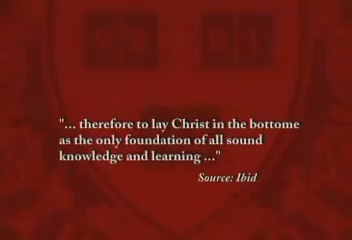 "... therefore to lay Christ in the bottome
as the only foundation of all sound
knowledge and learning ..."
Source: Ibid